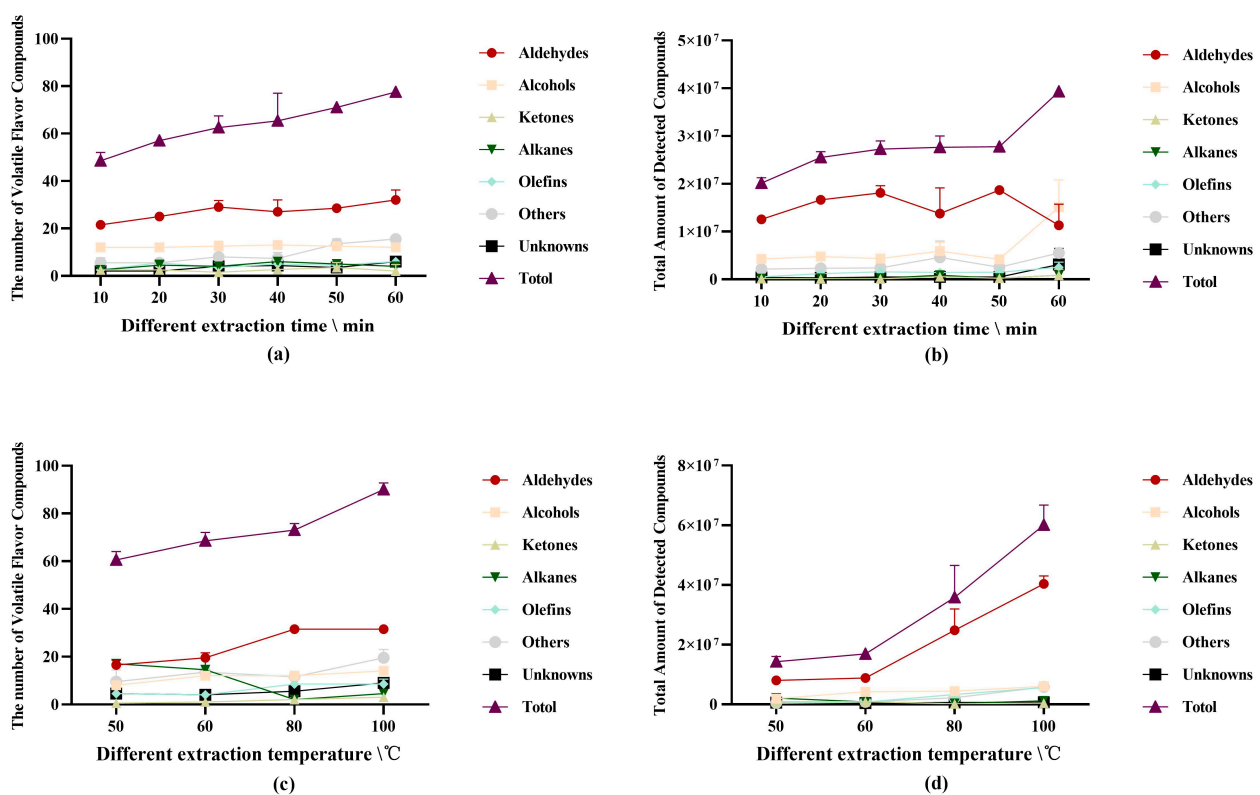 The number of Volatile Flavor Compounds
100
80
60
40
20
0
10 20 30 40 50 60
Different extraction time \ min
(a)
Aldehydes
Alcohols
Ketones
Alkanes
Olefins
Others
Unknowns
Totol
Total Amount of Detected Compounds
5×10⁷
4×10⁷
3×10⁷
2×10⁷
1×10⁷
0
10 20 30 40 50 60
Different extraction time \ min
(b)
Aldehydes
Alcohols
Ketones
Alkanes
Olefins
Others
Unknowns
Totol
The number of Volatile Flavor Compounds
100
80
60
40
20
0
50 60 80 100
Different extraction temperature \℃
(c)
Aldehydes
Alcohols
Ketones
Alkanes
Olefins
Others
Unknowns
Totol
Total Amount of Detected Compounds
8×10⁷
6×10⁷
4×10⁷
2×10⁷
0
50 60 80 100
Different extraction temperature \℃
(d)
Aldehydes
Alcohols
Ketones
Alkanes
Olefins
Others
Unknowns
Totol